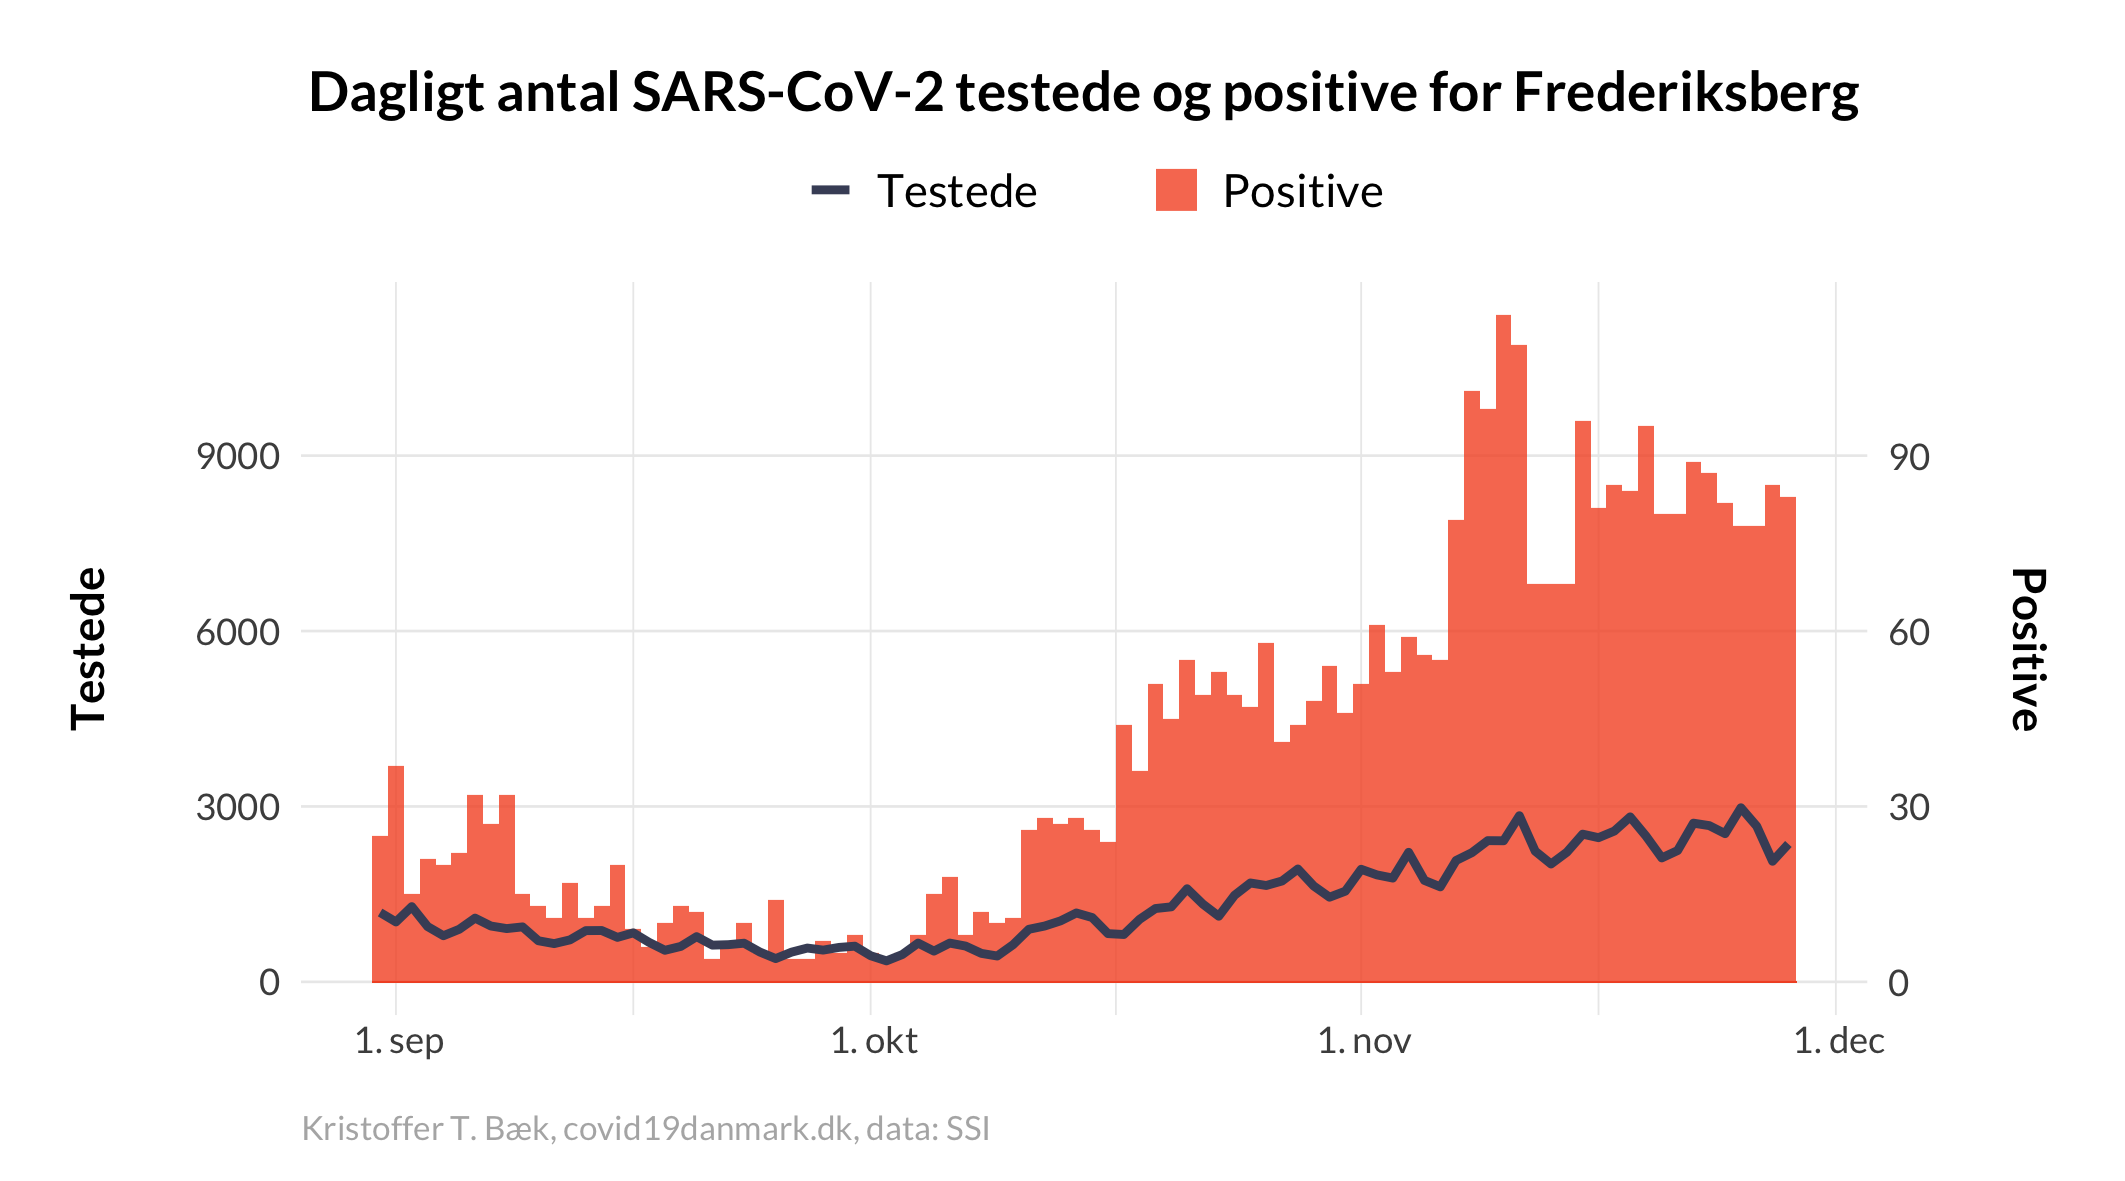 Dagligt antal SARS-CoV-2 testede og positive for Frederiksberg
Testede
Positive
9000
6000
3000
0
90
60
30
0
Testede
Positive
1. sep
1. okt
1. nov
1. dec
Kristoffer T. Bæk, covid19danmark.dk, data: SSI